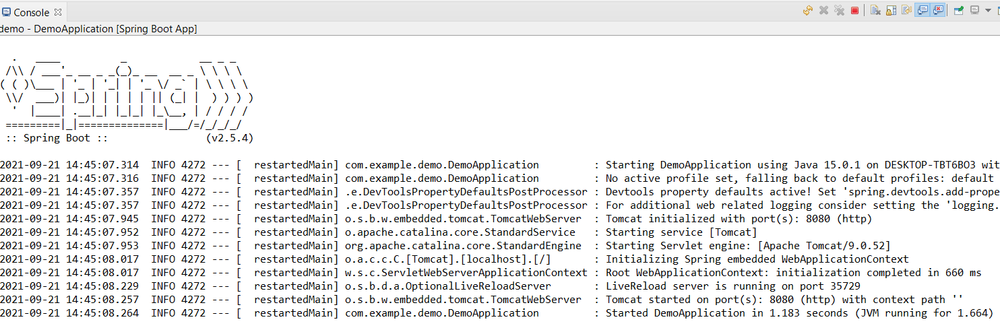 Console
demo - DemoApplication [Spring Boot App]
  .   ____          _            __ _ _
 /\\ / ___'_ __ _ _(_)_ __  __ _ \ \ \ \
( ( )\___ | '_ | '_| | '_ \/ _` | \ \ \ \
 \\/  ___)| |_)| | | | | || (_| |  ) ) ) )
  '  |____| .__|_| |_|_| |_\__, | / / / /
 =========|_|==============|___/=/_/_/_/
 :: Spring Boot ::                (v2.5.4)
2021-09-21 14:45:07.314  INFO 4272 --- [  restartedMain] com.example.demo.DemoApplication         : Starting DemoApplication using Java 15.0.1 on DESKTOP-TBT6BO3 wit
2021-09-21 14:45:07.316  INFO 4272 --- [  restartedMain] com.example.demo.DemoApplication         : No active profile set, falling back to default profiles: default
2021-09-21 14:45:07.357  INFO 4272 --- [  restartedMain] .e.DevToolsPropertyDefaultsPostProcessor : Devtools property defaults active! Set 'spring.devtools.add-prope
2021-09-21 14:45:07.357  INFO 4272 --- [  restartedMain] .e.DevToolsPropertyDefaultsPostProcessor : For additional web related logging consider setting the 'logging.
2021-09-21 14:45:07.945  INFO 4272 --- [  restartedMain] o.s.b.w.embedded.tomcat.TomcatWebServer  : Tomcat initialized with port(s): 8080 (http)
2021-09-21 14:45:07.952  INFO 4272 --- [  restartedMain] o.apache.catalina.core.StandardService   : Starting service [Tomcat]
2021-09-21 14:45:07.953  INFO 4272 --- [  restartedMain] org.apache.catalina.core.StandardEngine  : Starting Servlet engine: [Apache Tomcat/9.0.52]
2021-09-21 14:45:08.017  INFO 4272 --- [  restartedMain] o.a.c.c.C.[Tomcat].[localhost].[/]       : Initializing Spring embedded WebApplicationContext
2021-09-21 14:45:08.017  INFO 4272 --- [  restartedMain] w.s.c.ServletWebServerApplicationContext : Root WebApplicationContext: initialization completed in 660 ms
2021-09-21 14:45:08.229  INFO 4272 --- [  restartedMain] o.s.b.d.a.OptionalLiveReloadServer       : LiveReload server is running on port 35729
2021-09-21 14:45:08.257  INFO 4272 --- [  restartedMain] o.s.b.w.embedded.tomcat.TomcatWebServer  : Tomcat started on port(s): 8080 (http) with context path ''
2021-09-21 14:45:08.264  INFO 4272 --- [  restartedMain] com.example.demo.DemoApplication         : Started DemoApplication in 1.183 seconds (JVM running for 1.664)